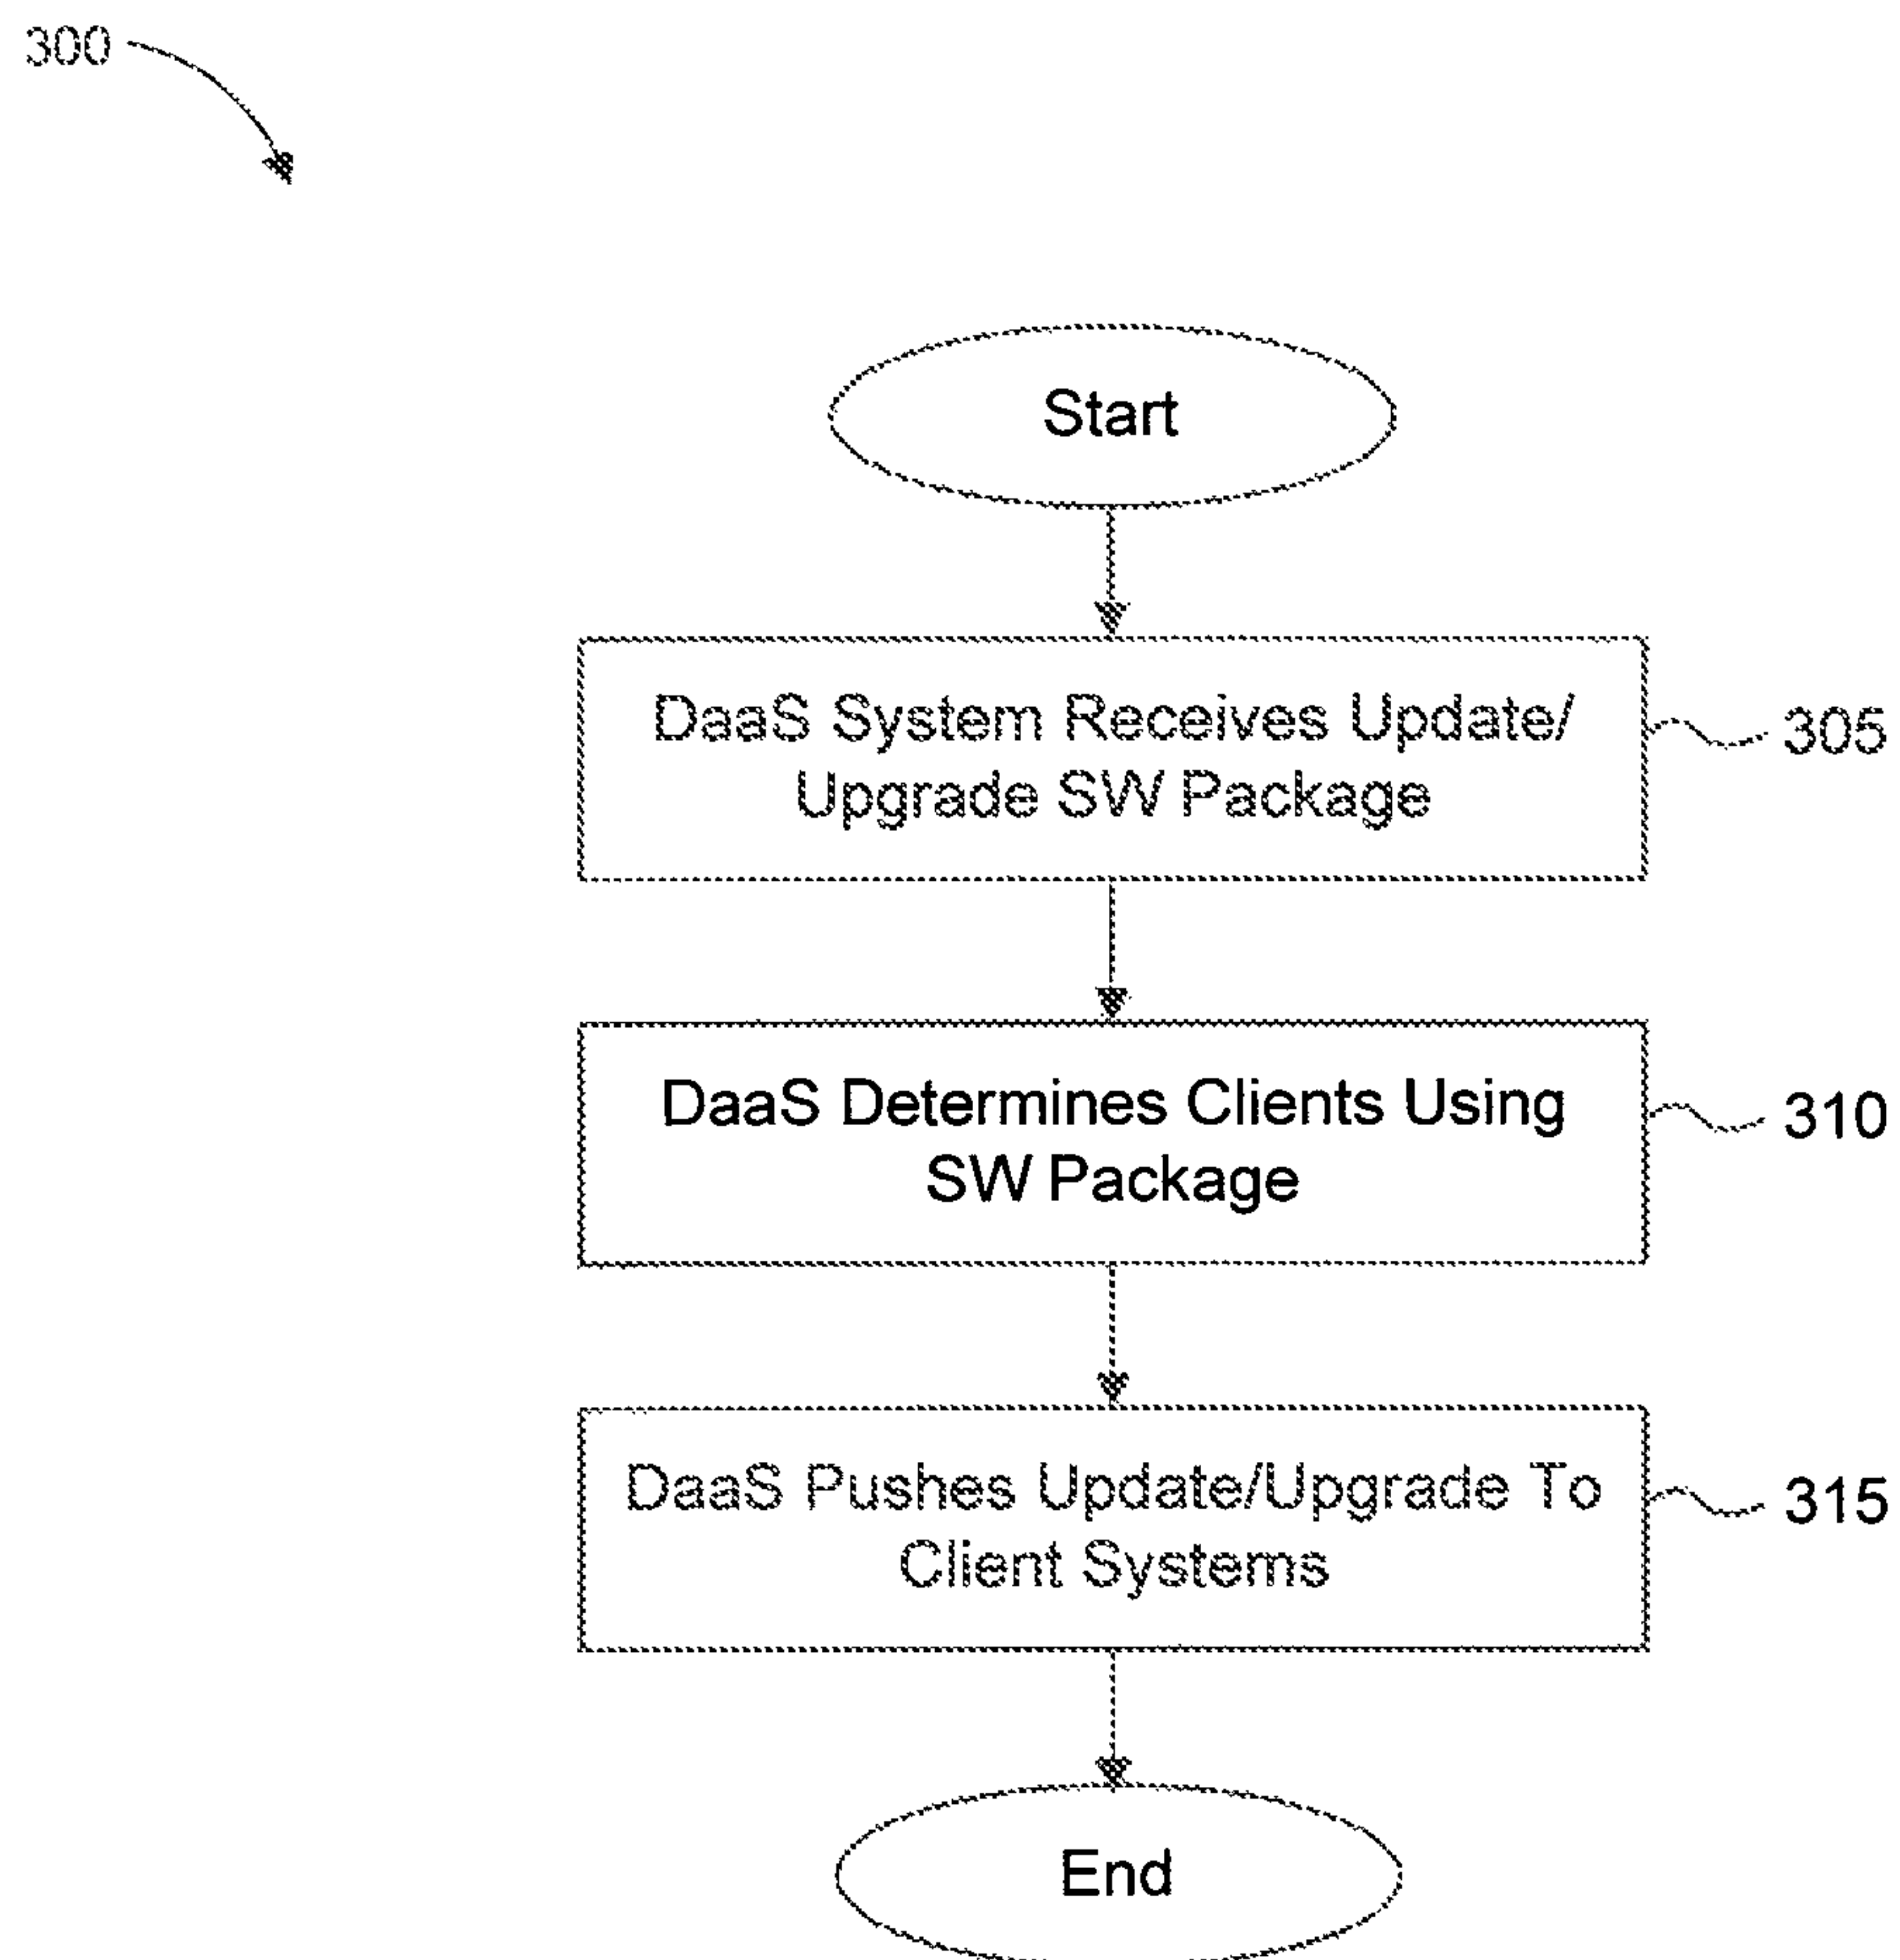 300
Start
DaaS System Receives Update/
Upgrade SW Package
305
DaaS Determines Clients Using
SW Package
310
DaaS Pushes Update/Upgrade To
Client Systems
315
End